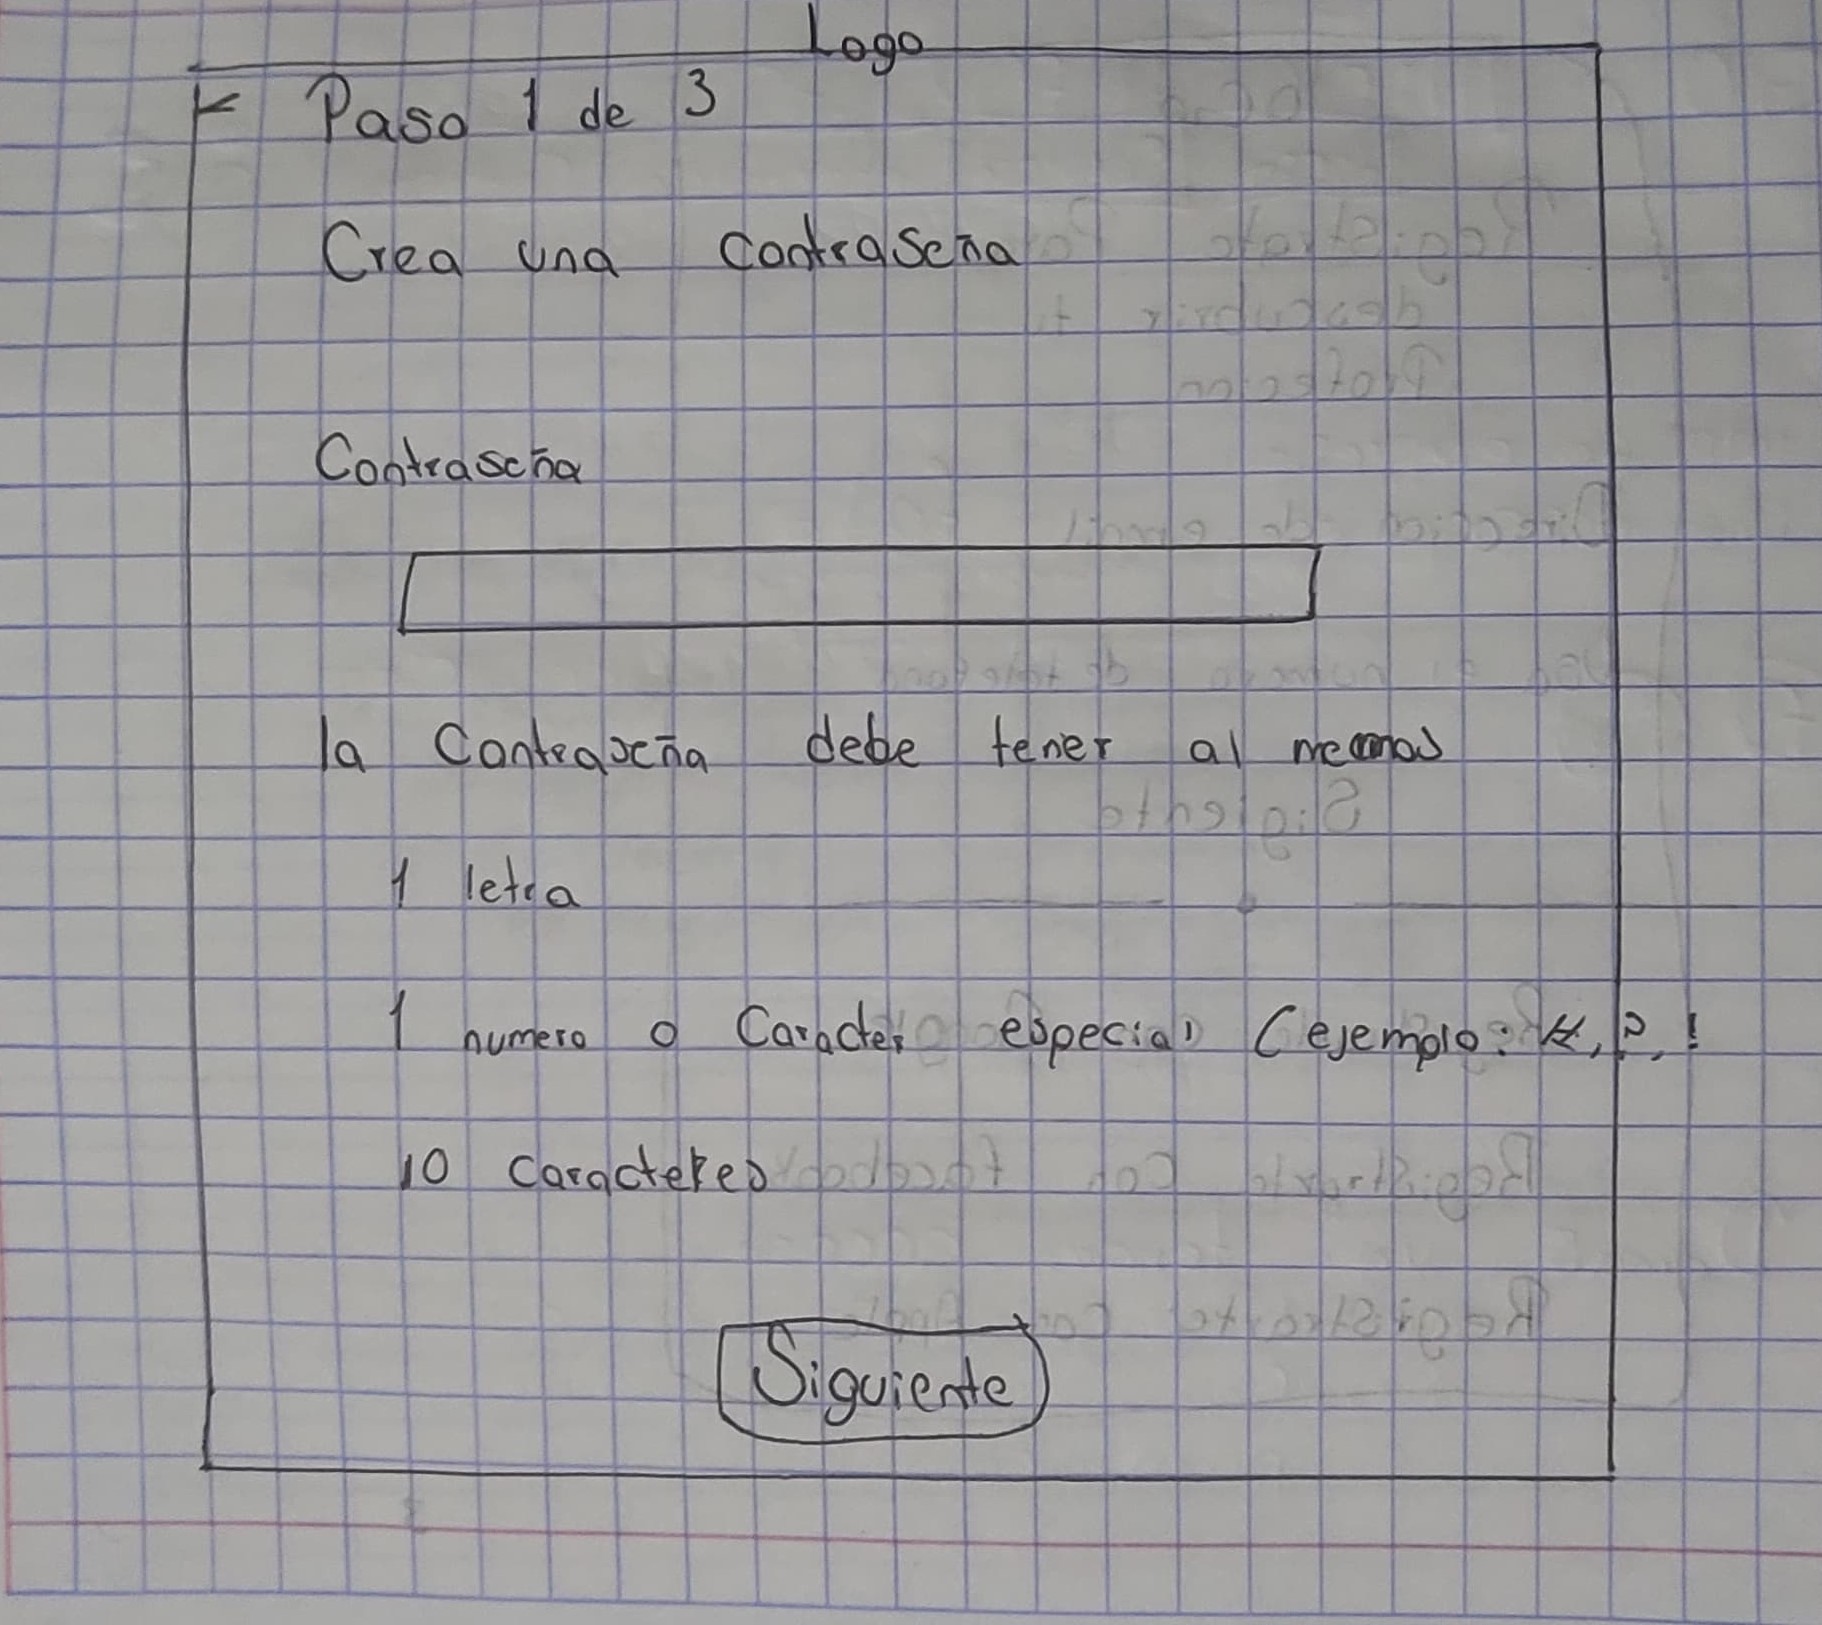 Logo
Paso 1 de 3
Crea una Contraseña
Contraseña
la Contraseña debe tener al menos
1 letra
1 numero o Caracter especial (ejemplo: #, ?, !
10 Caracteres
Siguiente